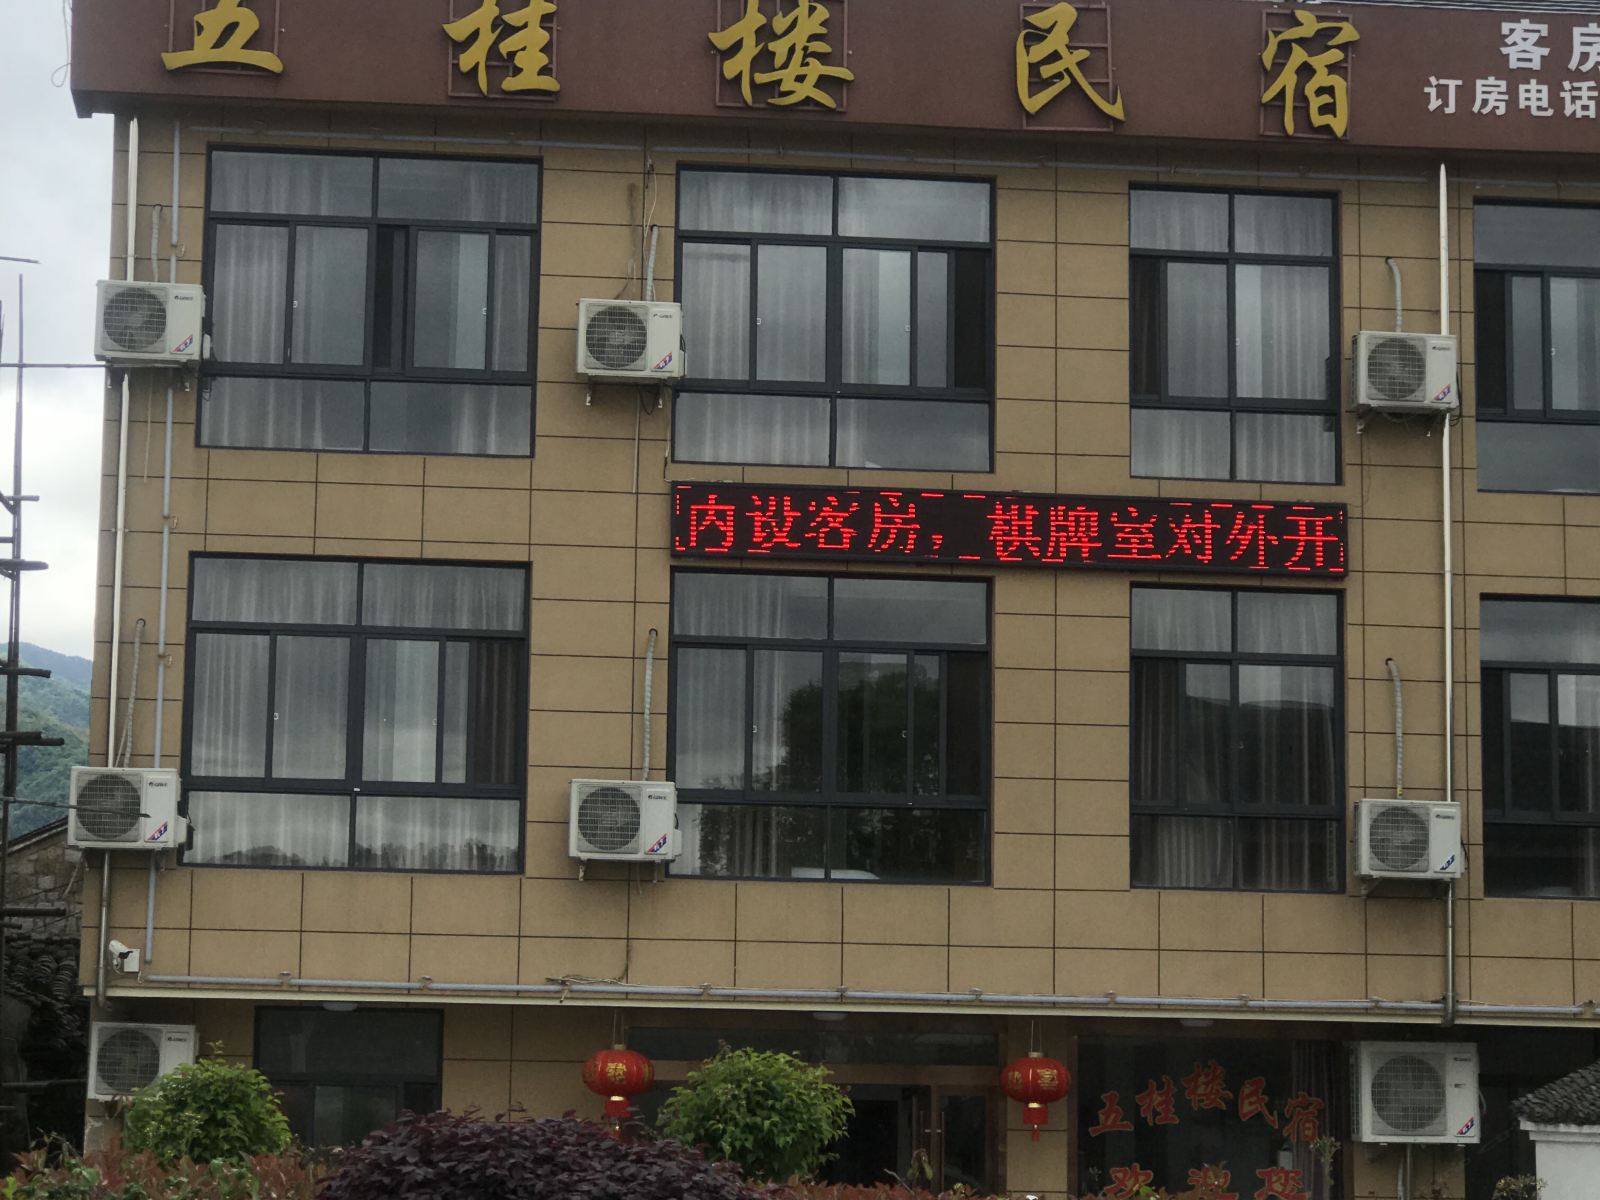 五桂楼民宿
客房
订房电话
内设客房，棋牌室对外开
五桂楼民宿
欢迎您